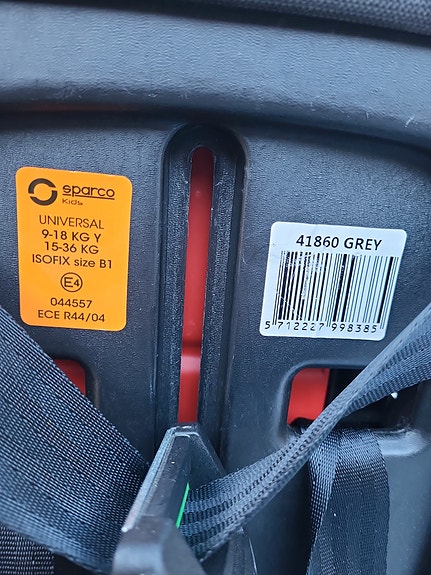 sparco
Kids
UNIVERSAL
9-18 KG Y
15-36 KG
ISOFIX size B1
E4
044557
ECE R44/04
41860 GREY
5 712227 998385